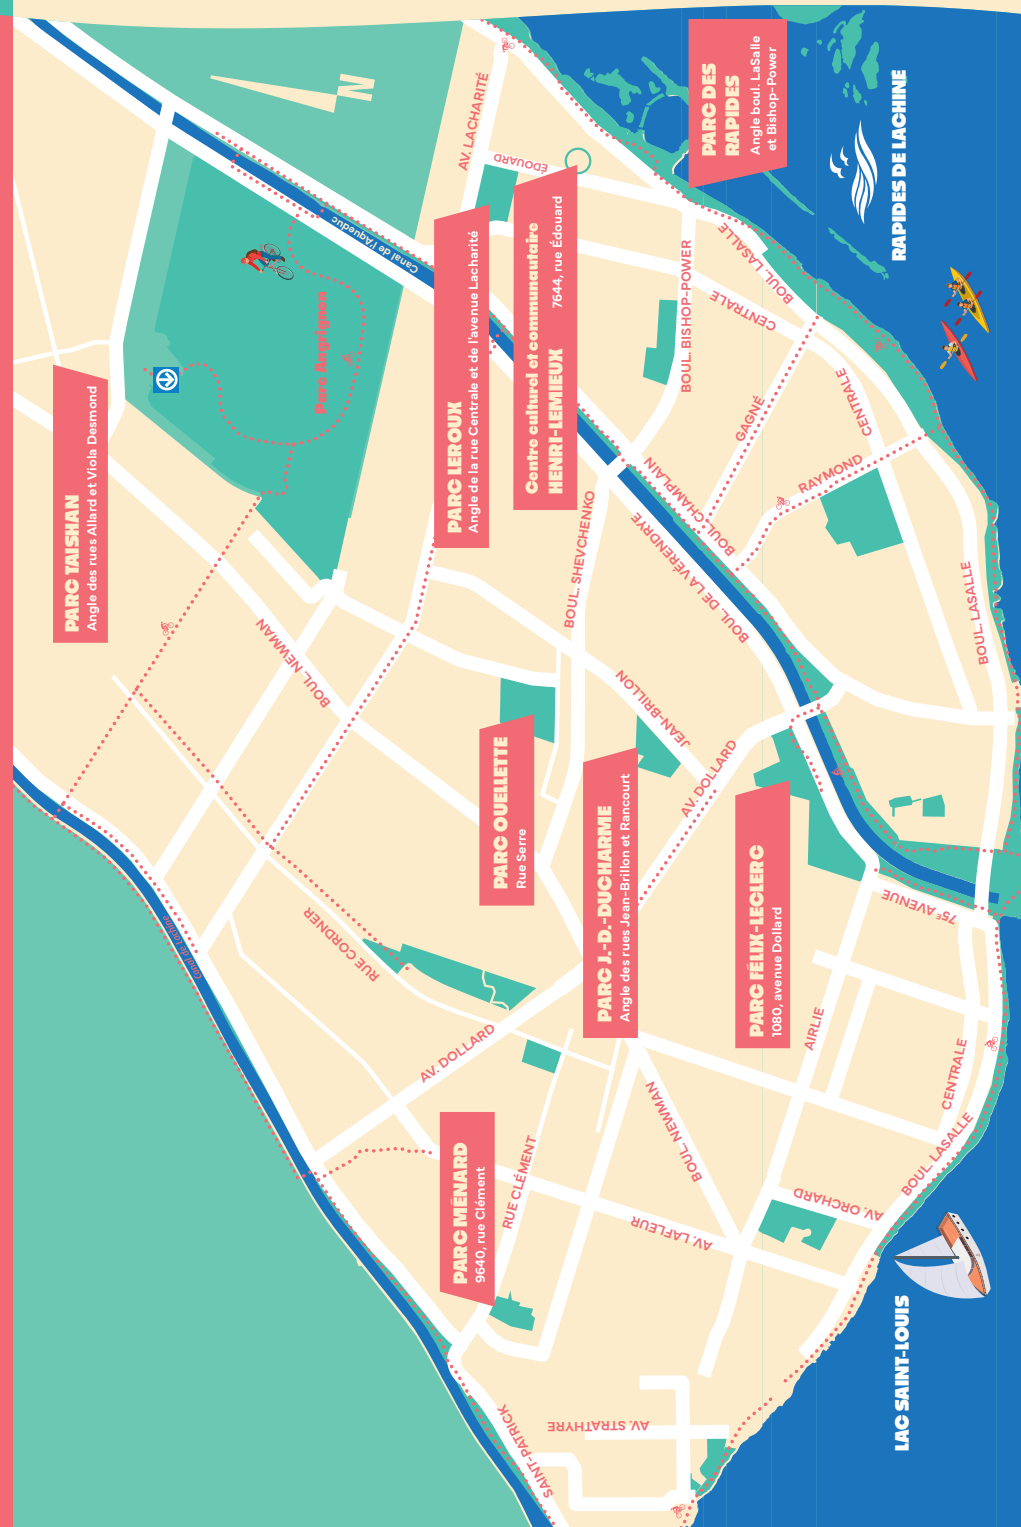 PARC TAISHAN
Angle des rues Allard et Viola Desmond
PARC LEROUX
Angle de la rue Centrale et de l'avenue Lacharité
Centre culturel et communautaire
HENRI-LEMIEUX
7644, rue Édouard
PARC DES
RAPIDES
Angle boul. LaSalle
et Bishop-Power
RAPIDES DE LACHINE
PARC OUELLETTE
Rue Serre
PARC J.-D.-DUCHARME
Angle des rues Jean-Brillon et Rancourt
PARC FÉLIX-LECLERC
1080, avenue Dollard
PARC MÉNARD
9640, rue Clément
LAC SAINT-LOUIS
Parc Angrignon
Canal de l'Aqueduc
Canal de Lachine
N
AV. LACHARITÉ
ÉDOUARD
BOUL. BISHOP-POWER
BOUL. LASALLE
CENTRALE
GAGNÉ
CENTRALE
RAYMOND
BOUL. CHAMPLAIN
BOUL. DE LA VÉRENDRYE
BOUL. SHEVCHENKO
BOUL. LASALLE
BOUL. NEWMAN
JEAN-BRILLON
AV. DOLLARD
75e AVENUE
RUE CORDNER
AV. DOLLARD
AIRLIE
CENTRALE
BOUL. LASALLE
BOUL. NEWMAN
RUE CLÉMENT
AV. LAFLEUR
AV. ORCHARD
AV. STRATHYRE
SAINT-PATRICK